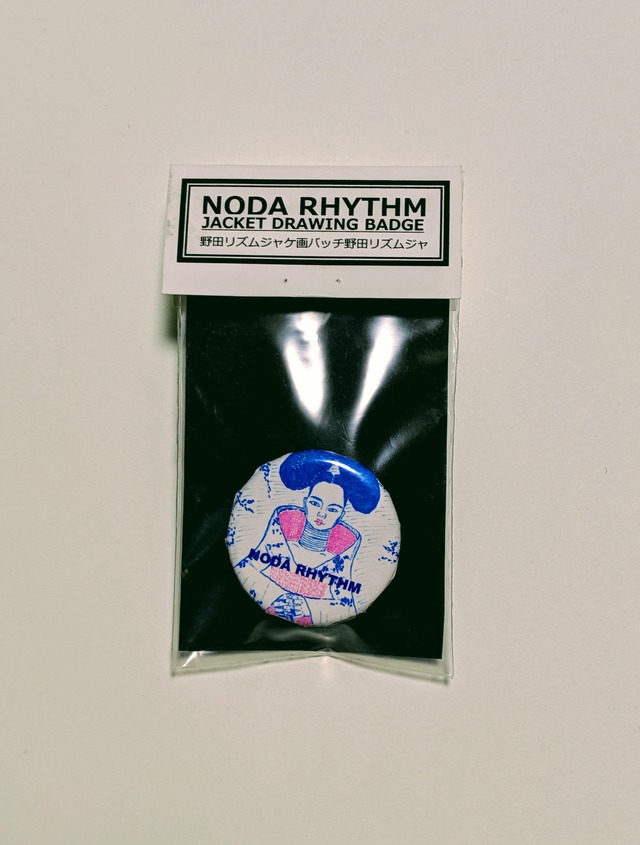 NODA RHYTHM
JACKET DRAWING BADGE
野田リズムジャケ画バッチ野田リズムジャ
NODA RHYTHM